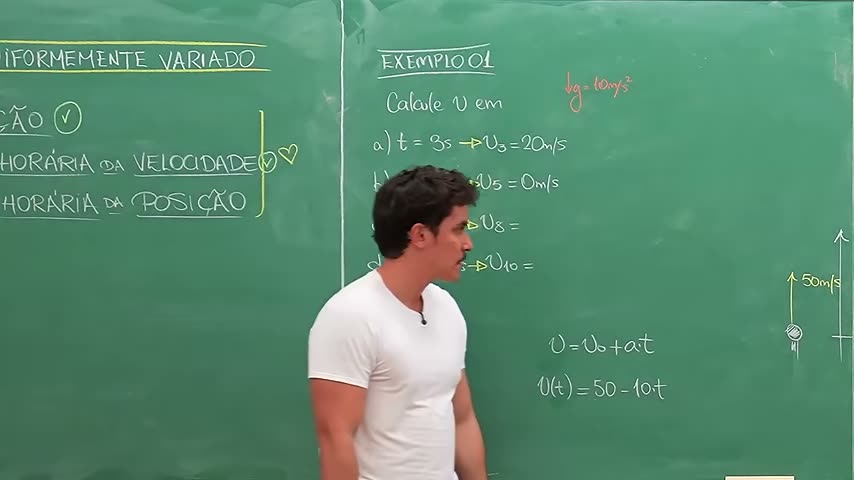 IFORMEMENTE VARIADO
ÇÃO
HORÁRIA DA VELOCIDADE
HORÁRIA DA POSIÇÃO
EXEMPLO 01
↓g = 10m/s²
Calcule v em
a) t = 3s → v₃ = 20m/s
v₅ = 0m/s
v₈ =
→ v₁₀ =
50m/s
v = v₀ + a.t
v(t) = 50 - 10.t